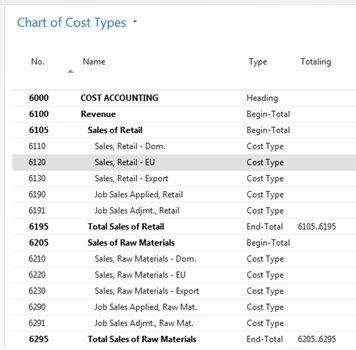 Chart of Cost Types
No. Name Type Totaling
6000 COST ACCOUNTING Heading
6100 Revenue Begin-Total
6105 Sales of Retail Begin-Total
6110 Sales, Retail - Dom. Cost Type
6120 Sales, Retail - EU Cost Type
6130 Sales, Retail - Export Cost Type
6190 Job Sales Applied, Retail Cost Type
6191 Job Sales Adjmt., Retail Cost Type
6195 Total Sales of Retail End-Total 6105..6195
6205 Sales of Raw Materials Begin-Total
6210 Sales, Raw Materials - Dom. Cost Type
6220 Sales, Raw Materials - EU Cost Type
6230 Sales, Raw Materials - Export Cost Type
6290 Job Sales Applied, Raw Mat. Cost Type
6291 Job Sales Adjmt., Raw Mat. Cost Type
6295 Total Sales of Raw Materials End-Total 6205..6295